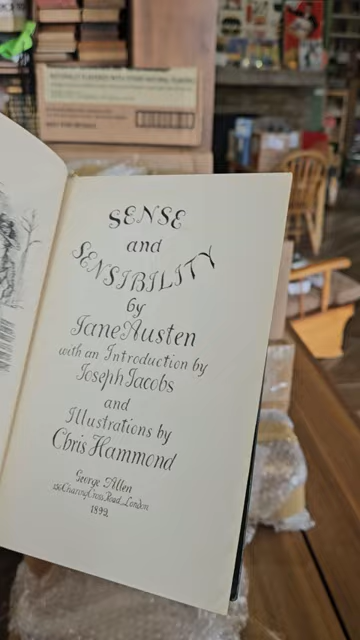 SENSE
and
SENSIBILITY
by
Jane Austen
with an Introduction by
Joseph Jacobs
and
Illustrations by
Chris Hammond
George Allen
156 Charing Cross Road, London
1899